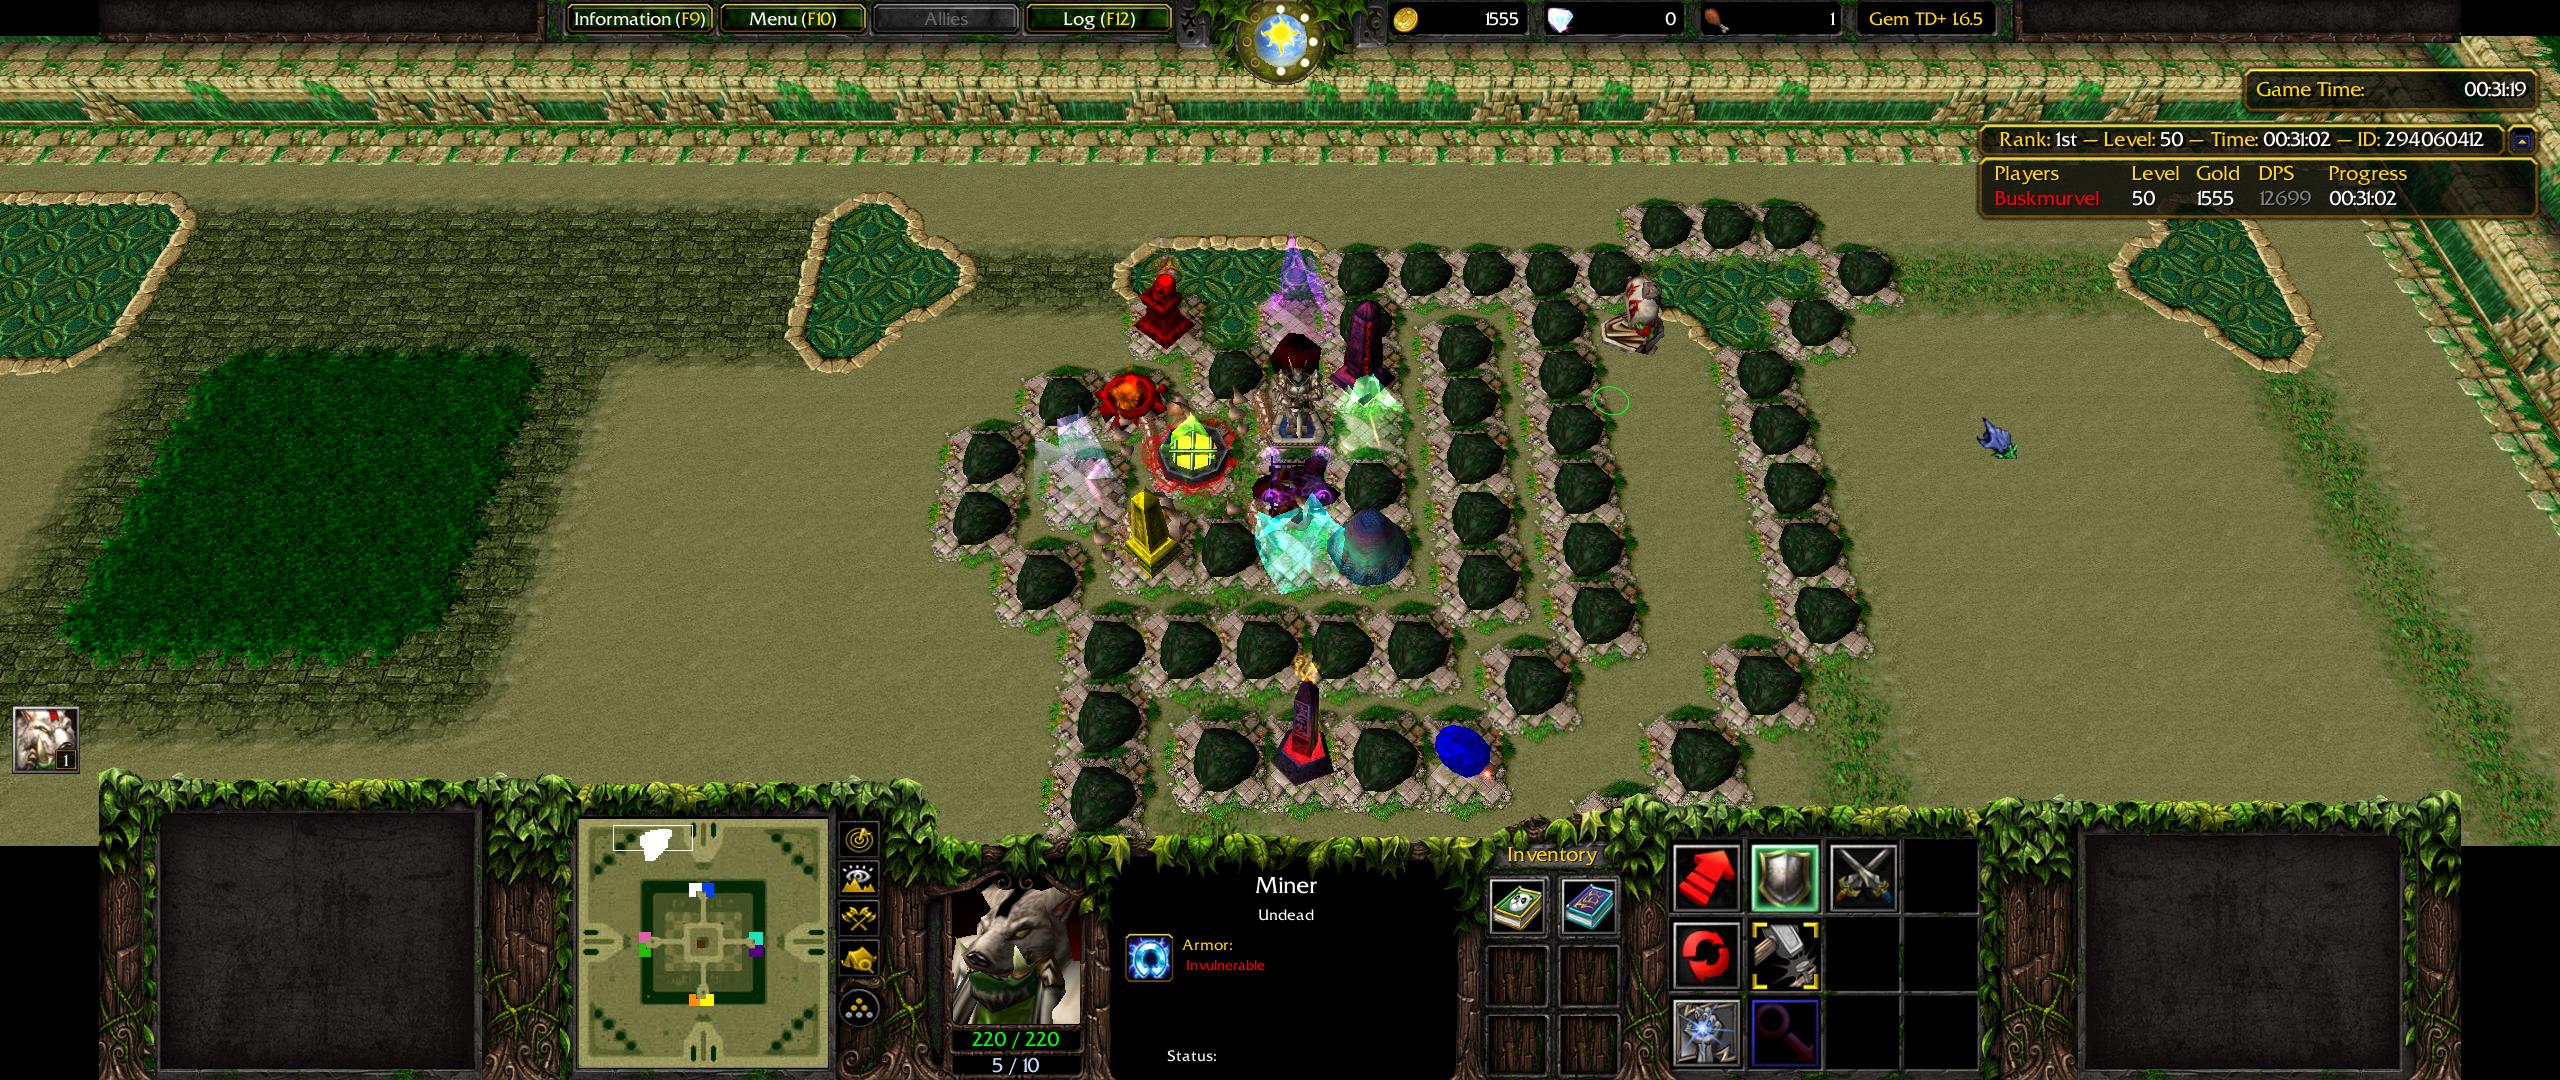 Information (F9) Menu (F10) Allies Log (F12) 1555 0 1 Gem TD+ 1.6.5
Game Time: 00:31:19
Rank: 1st — Level: 50 — Time: 00:31:02 — ID: 294060412
Players Level Gold DPS Progress
Buskmurvel 50 1555 12699 00:31:02
1
Inventory
Miner
Undead
Armor:
Invulnerable
220 / 220
5 / 10
Status: